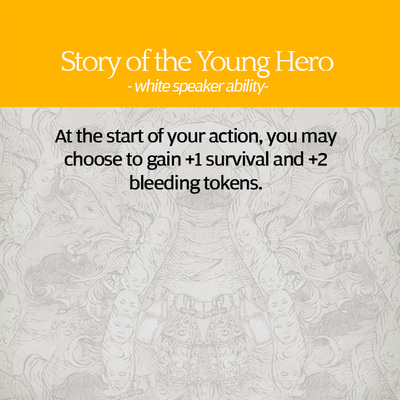 Story of the Young Hero
- white speaker ability-
At the start of your action, you may
choose to gain +1 survival and +2
bleeding tokens.